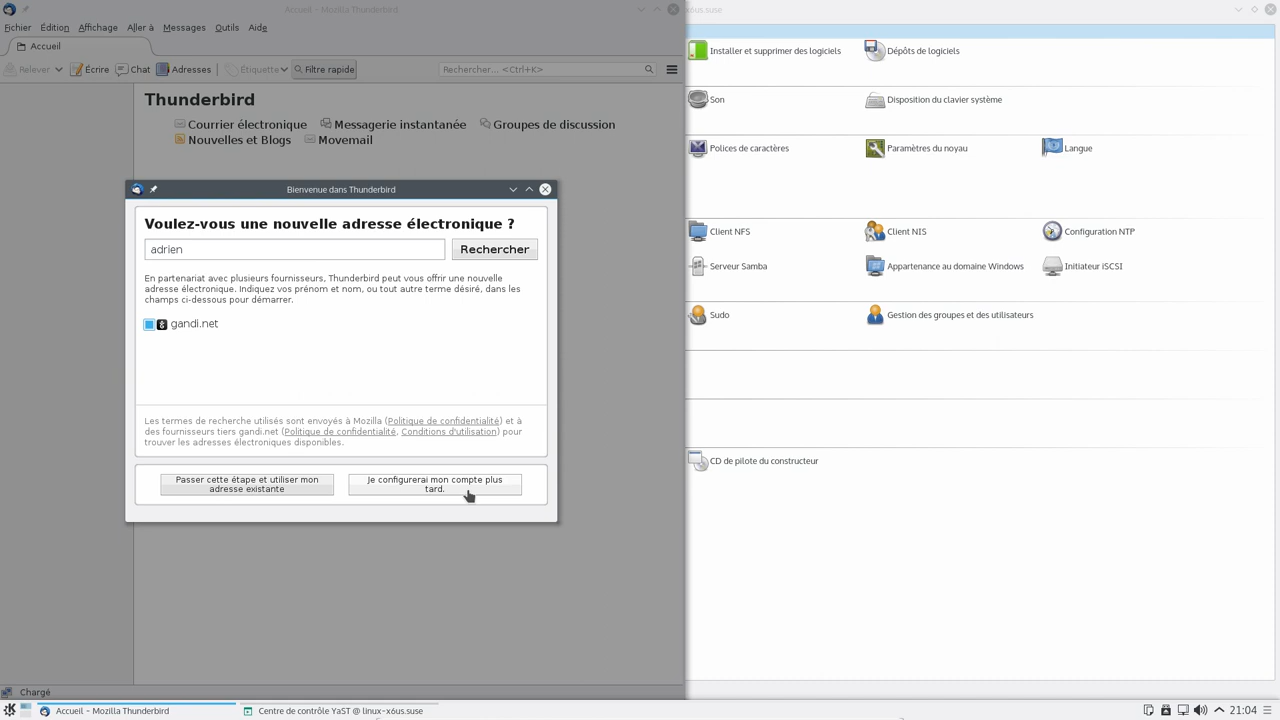 Accueil - Mozilla Thunderbird
x6us.suse
Fichier Édition Affichage Aller à Messages Outils Aide
Accueil
Relever Écrire Chat Adresses Étiquette Filtre rapide Rechercher... <Ctrl+K>
Thunderbird
Courrier électronique Messagerie instantanée Groupes de discussion
Nouvelles et Blogs Movemail
Bienvenue dans Thunderbird
Voulez-vous une nouvelle adresse électronique ?
adrien Rechercher
En partenariat avec plusieurs fournisseurs, Thunderbird peut vous offrir une nouvelle
adresse électronique. Indiquez vos prénom et nom, ou tout autre terme désiré, dans les
champs ci-dessous pour démarrer.
gandi.net
Les termes de recherche utilisés sont envoyés à Mozilla (Politique de confidentialité) et à
des fournisseurs tiers gandi.net (Politique de confidentialité, Conditions d'utilisation) pour
trouver les adresses électroniques disponibles.
Passer cette étape et utiliser mon
adresse existante
Je configurerai mon compte plus
tard.
Installer et supprimer des logiciels Dépôts de logiciels
Son Disposition du clavier système
Polices de caractères Paramètres du noyau Langue
Client NFS Client NIS Configuration NTP
Serveur Samba Appartenance au domaine Windows Initiateur iSCSI
Sudo Gestion des groupes et des utilisateurs
CD de pilote du constructeur
Chargé
Accueil - Mozilla Thunderbird Centre de contrôle YaST @ linux-x6us.suse 21:04